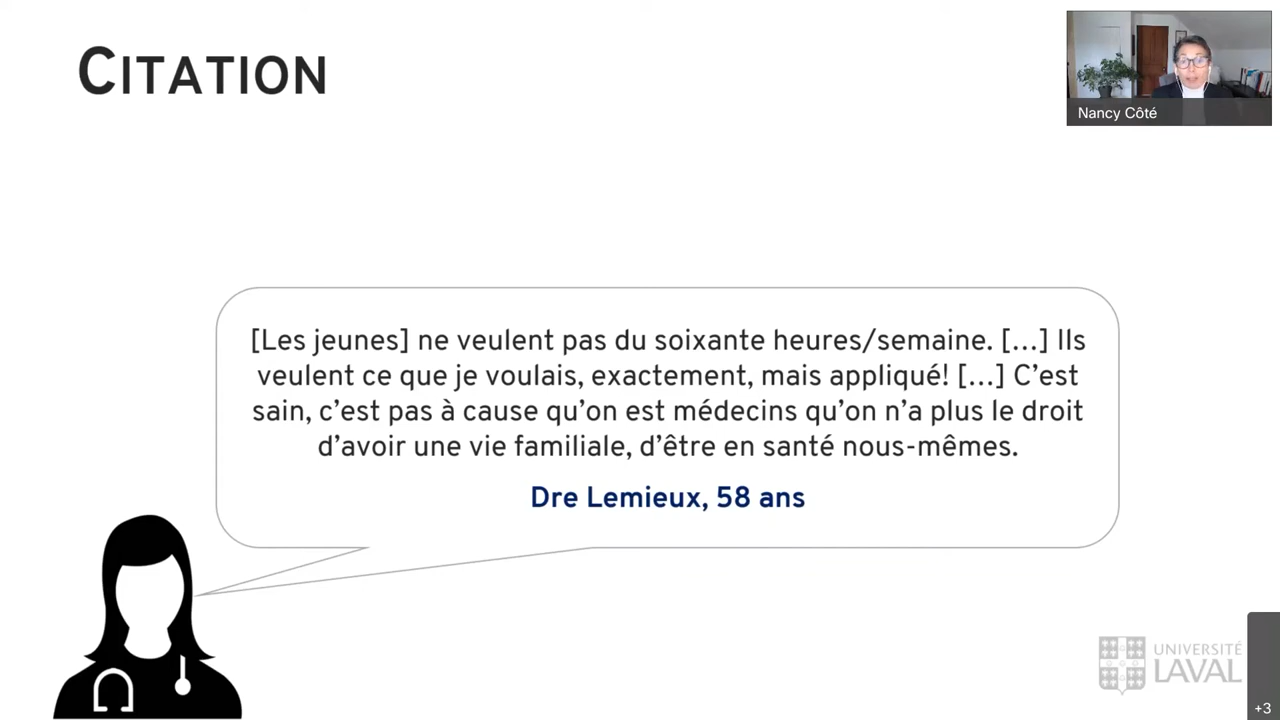 CITATION
Nancy Côté
[Les jeunes] ne veulent pas du soixante heures/semaine. […] Ils
veulent ce que je voulais, exactement, mais appliqué! […] C’est
sain, c’est pas à cause qu’on est médecins qu’on n’a plus le droit
d’avoir une vie familiale, d’être en santé nous-mêmes.
Dre Lemieux, 58 ans
UNIVERSITÉ
LAVAL
+3